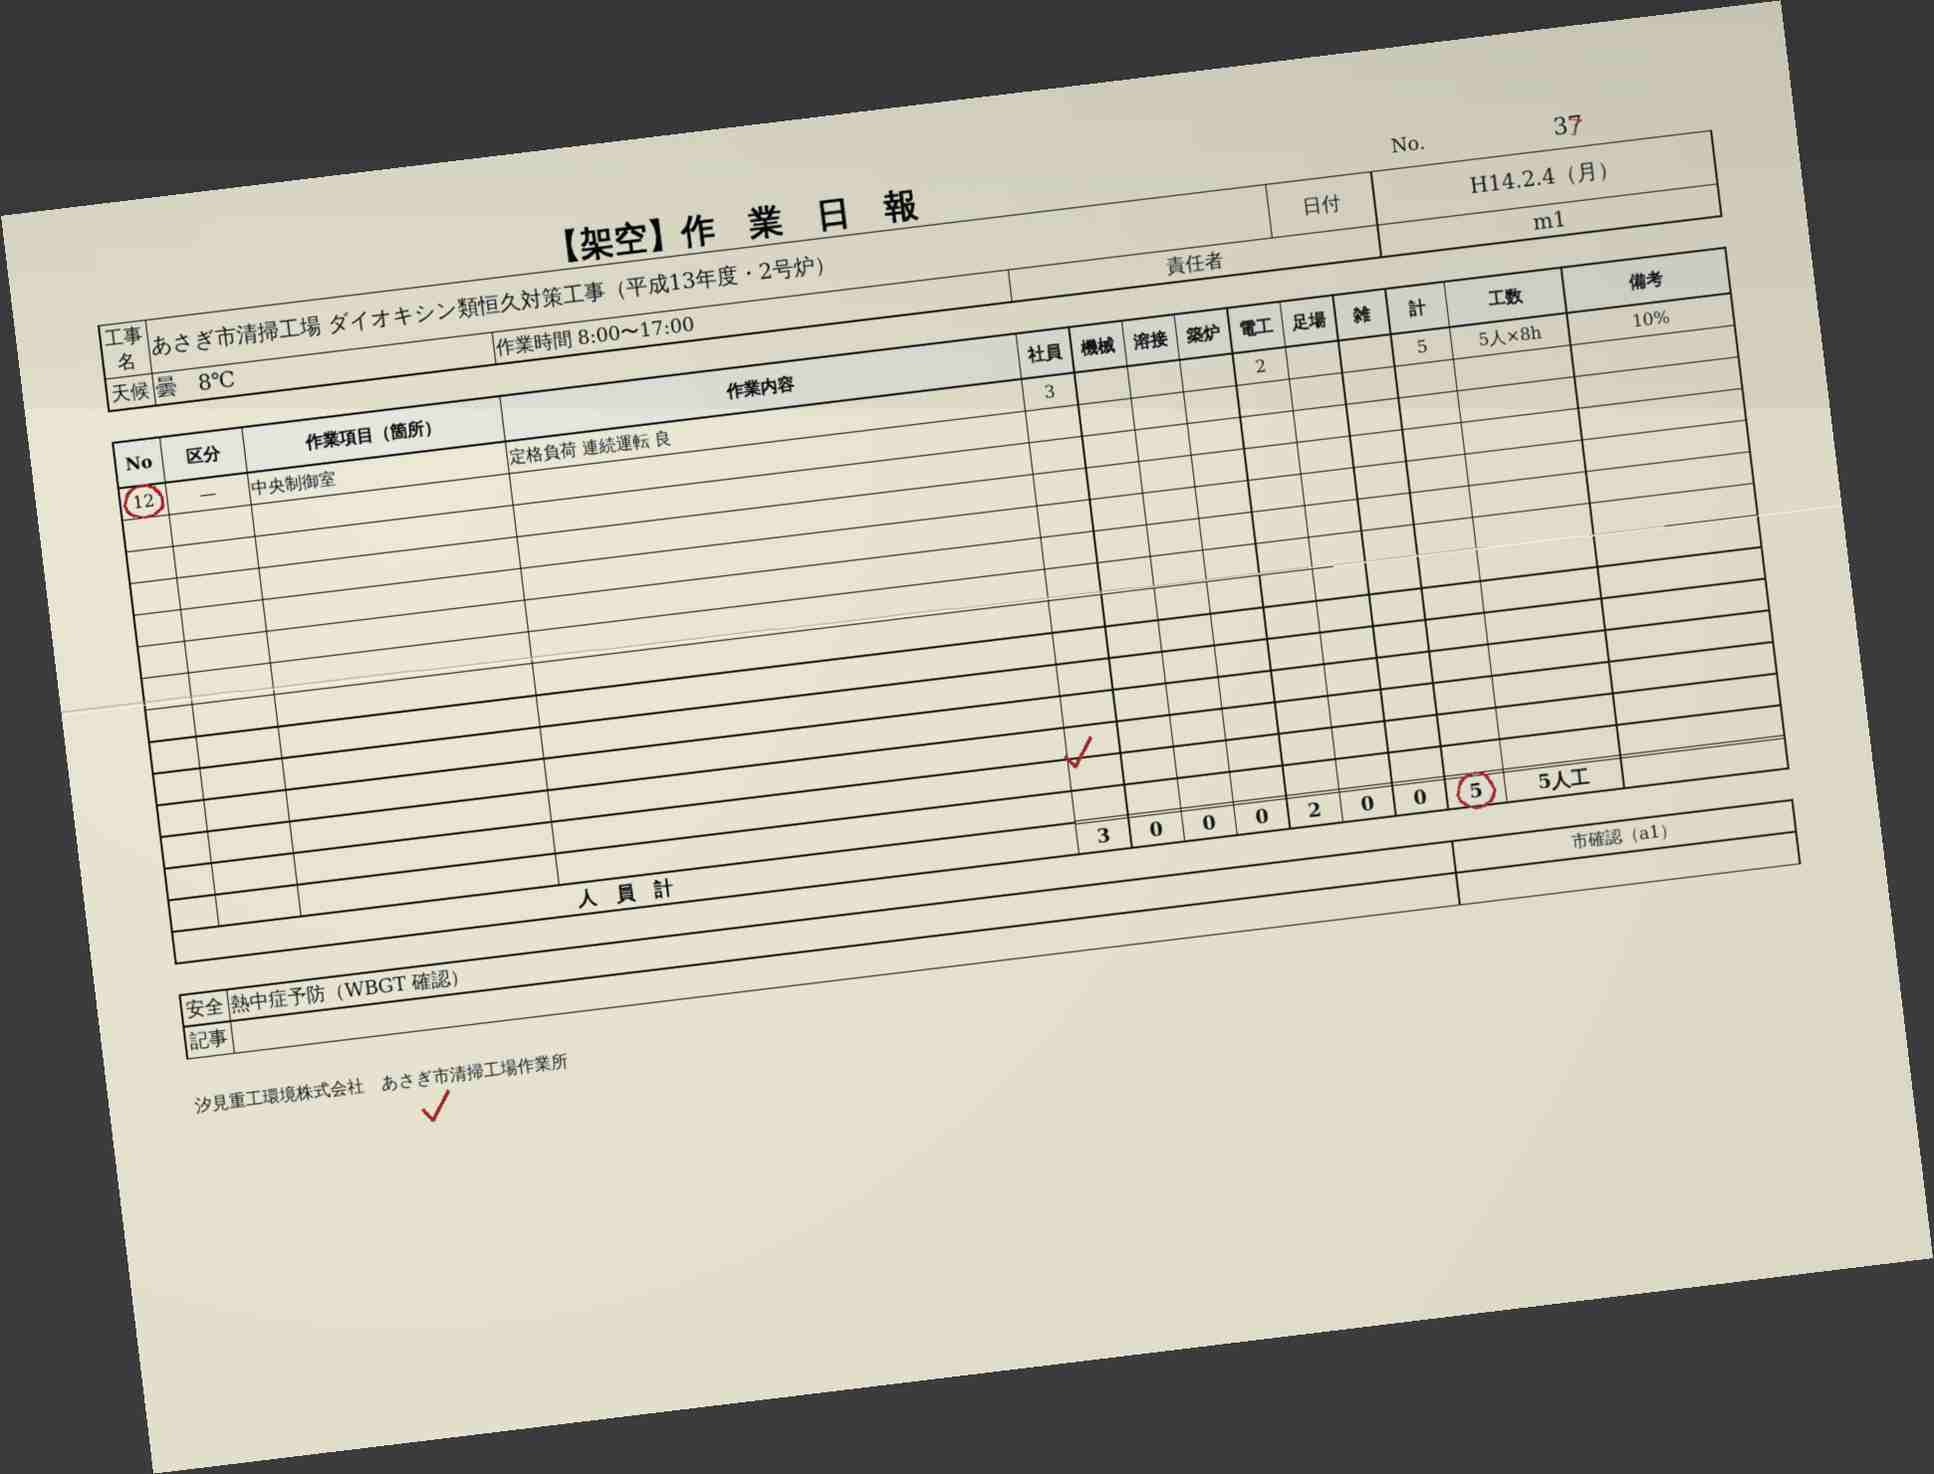 No. 37
【架空】作 業 日 報
工事名 あさぎ市清掃工場 ダイオキシン類恒久対策工事（平成13年度・2号炉） 日付 H14.2.4（月）
天候 曇 8℃ 作業時間 8:00〜17:00 責任者 m1
No 区分 作業項目（箇所） 作業内容 社員 機械 溶接 築炉 電工 足場 雑 計 工数 備考
12 — 中央制御室 定格負荷 連続運転 良 3 2 5 5人×8h 10%
人 員 計 3 0 0 0 2 0 0 5 5人工
安全 熱中症予防（WBGT 確認） 市確認（a1）
記事
汐見重工環境株式会社 あさぎ市清掃工場作業所